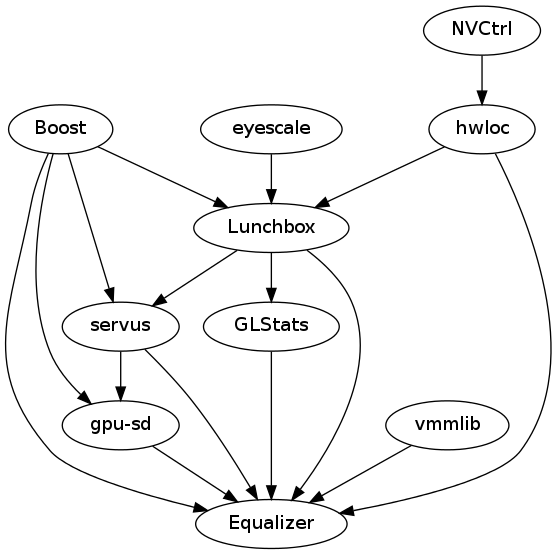 NVCtrl
Boost
eyescale
hwloc
Lunchbox
servus
GLStats
gpu-sd
vmmlib
Equalizer